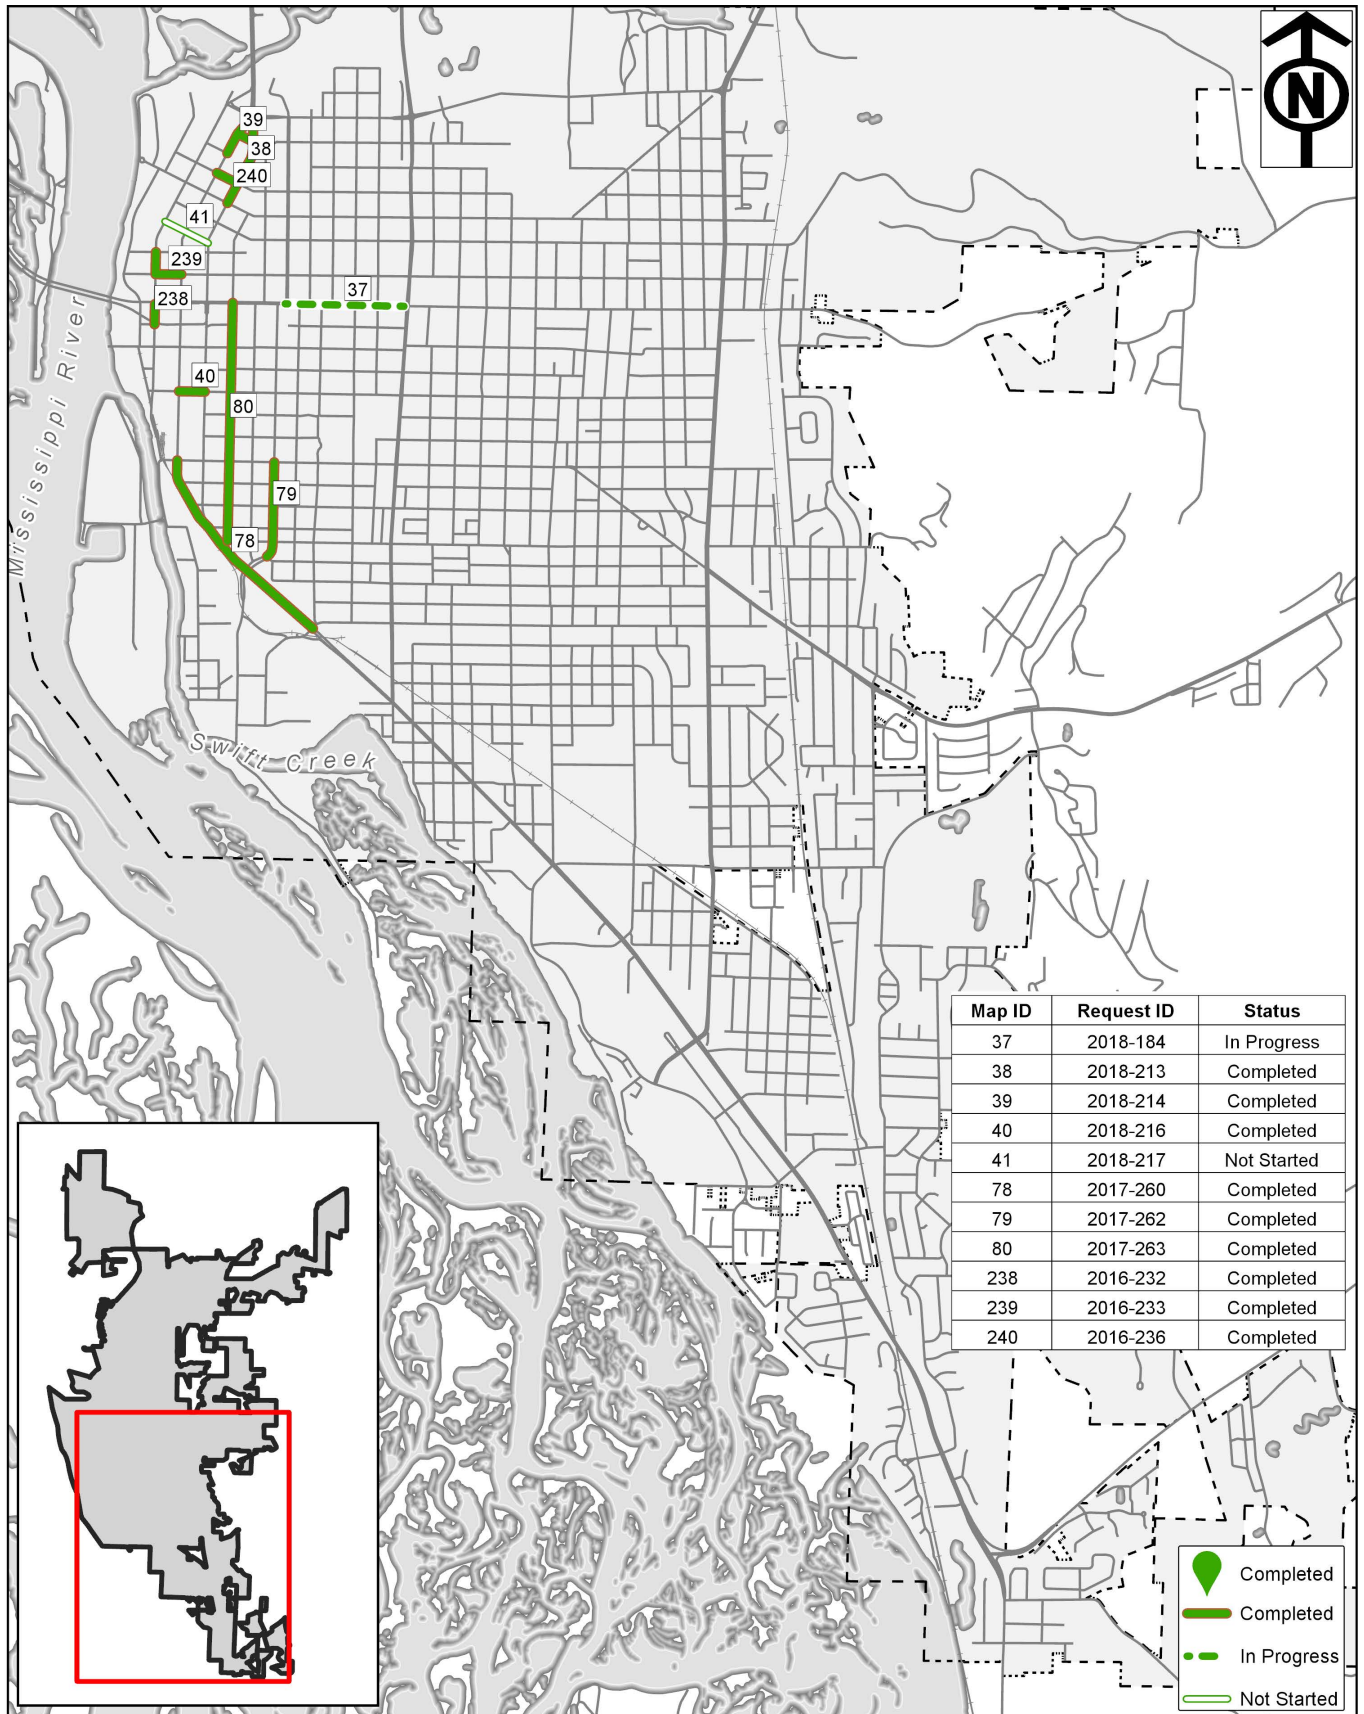 N
39
38
240
41
239
238
37
40
80
79
78
Mississippi River
Swift Creek
Map ID Request ID Status
37 2018-184 In Progress
38 2018-213 Completed
39 2018-214 Completed
40 2018-216 Completed
41 2018-217 Not Started
78 2017-260 Completed
79 2017-262 Completed
80 2017-263 Completed
238 2016-232 Completed
239 2016-233 Completed
240 2016-236 Completed
Completed
Completed
In Progress
Not Started